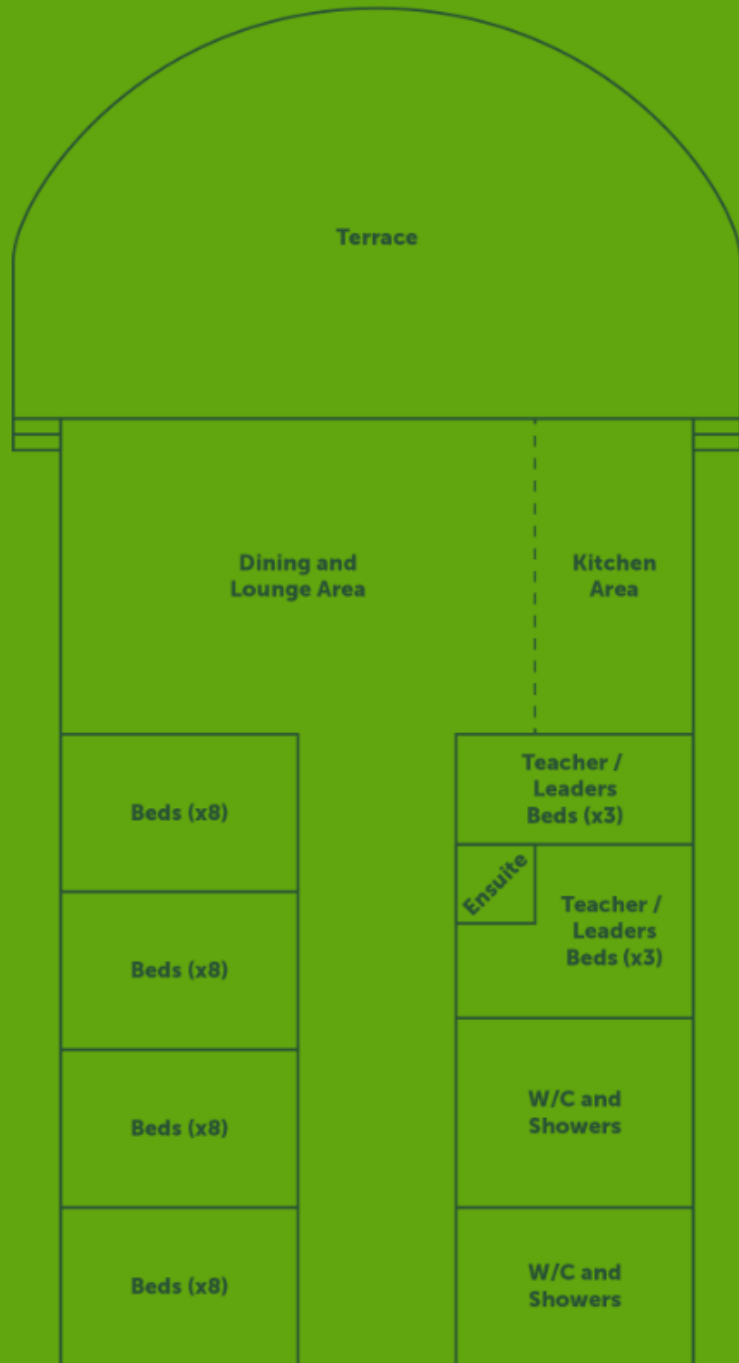 Terrace
Dining and
Lounge Area
Kitchen
Area
Beds (x8)
Teacher /
Leaders
Beds (x3)
Ensuite
Teacher /
Leaders
Beds (x3)
Beds (x8)
Beds (x8)
W/C and
Showers
Beds (x8)
W/C and
Showers